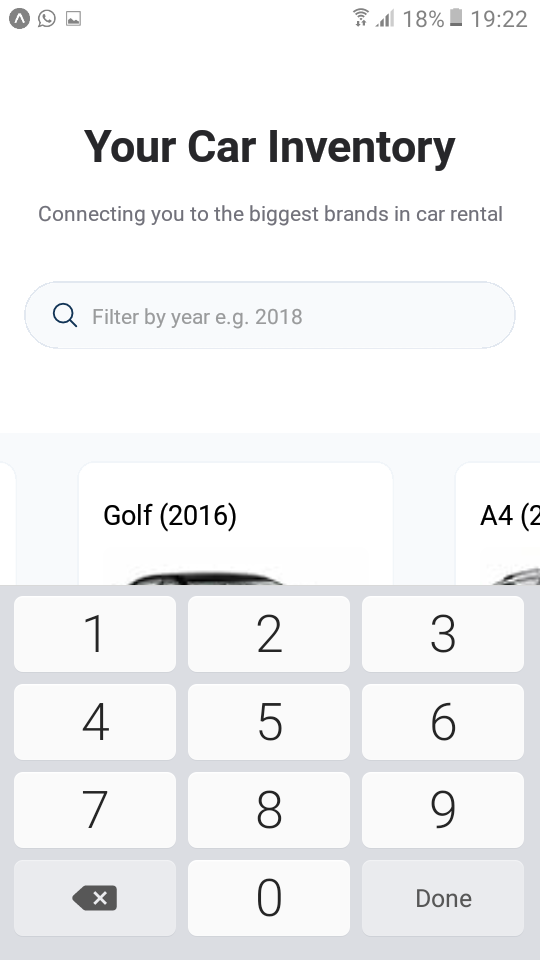 18% 19:22
Your Car Inventory
Connecting you to the biggest brands in car rental
Filter by year e.g. 2018
Golf (2016) A4 (2
1 2 3
4 5 6
7 8 9
0 Done